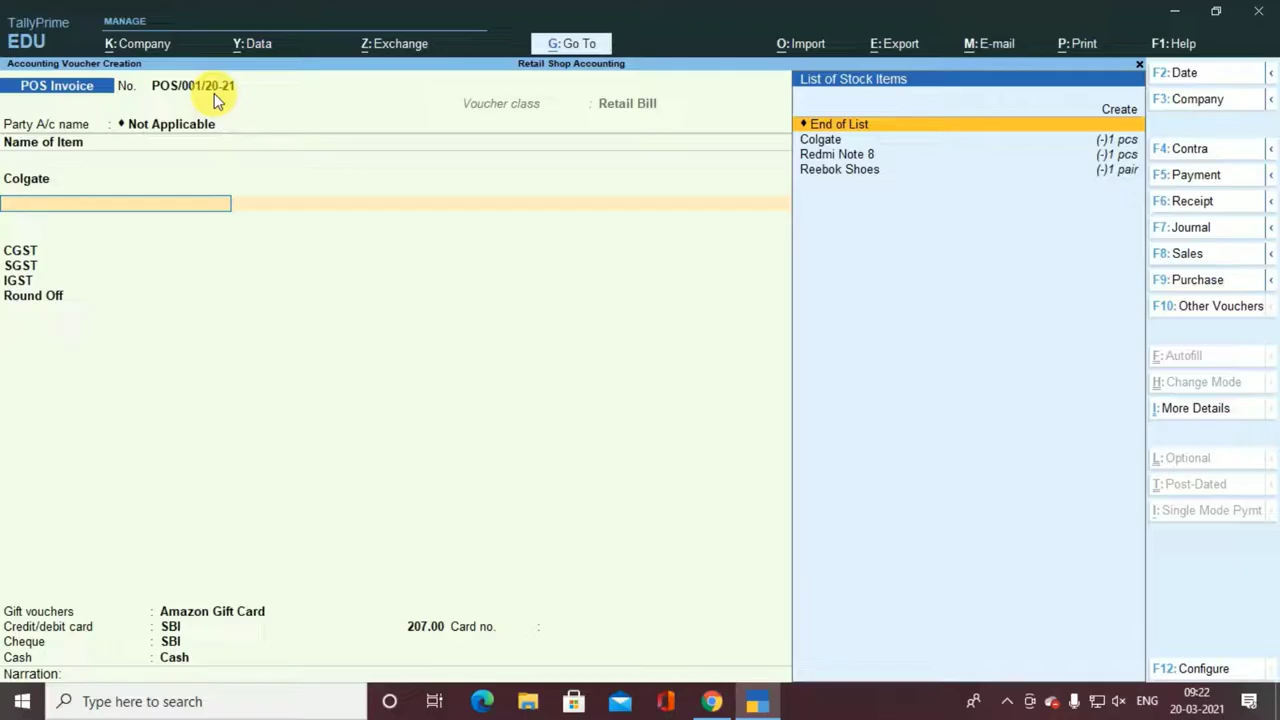 TallyPrime
EDU
MANAGE
K: Company
Y: Data
Z: Exchange
G: Go To
O: Import
E: Export
M: E-mail
P: Print
F1: Help
Accounting Voucher Creation
Retail Shop Accounting
POS Invoice No. POS/001/20-21
Voucher class : Retail Bill
Party A/c name : ♦ Not Applicable
Name of Item
Colgate
CGST
SGST
IGST
Round Off
Gift vouchers : Amazon Gift Card
Credit/debit card : SBI 207.00 Card no. :
Cheque : SBI
Cash : Cash
Narration:
List of Stock Items
Create
♦ End of List
Colgate (-)1 pcs
Redmi Note 8 (-)1 pcs
Reebok Shoes (-)1 pair
F2: Date
F3: Company
F4: Contra
F5: Payment
F6: Receipt
F7: Journal
F8: Sales
F9: Purchase
F10: Other Vouchers
F: Autofill
H: Change Mode
I: More Details
L: Optional
T: Post-Dated
I: Single Mode Pymt
F12: Configure
Type here to search
ENG
09:22
20-03-2021